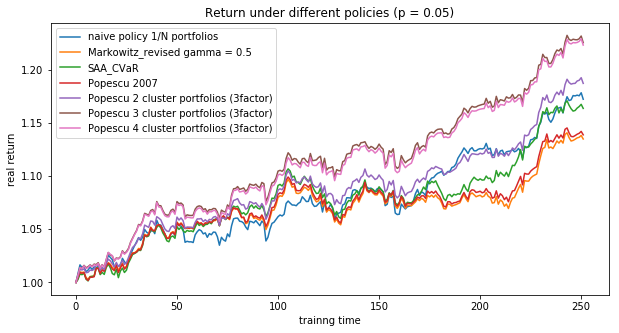 Return under different policies (p = 0.05)
naive policy 1/N portfolios
Markowitz_revised gamma = 0.5
SAA_CVaR
Popescu 2007
Popescu 2 cluster portfolios (3factor)
Popescu 3 cluster portfolios (3factor)
Popescu 4 cluster portfolios (3factor)
real return
1.20
1.15
1.10
1.05
1.00
0
50
100
150
200
250
trainng time